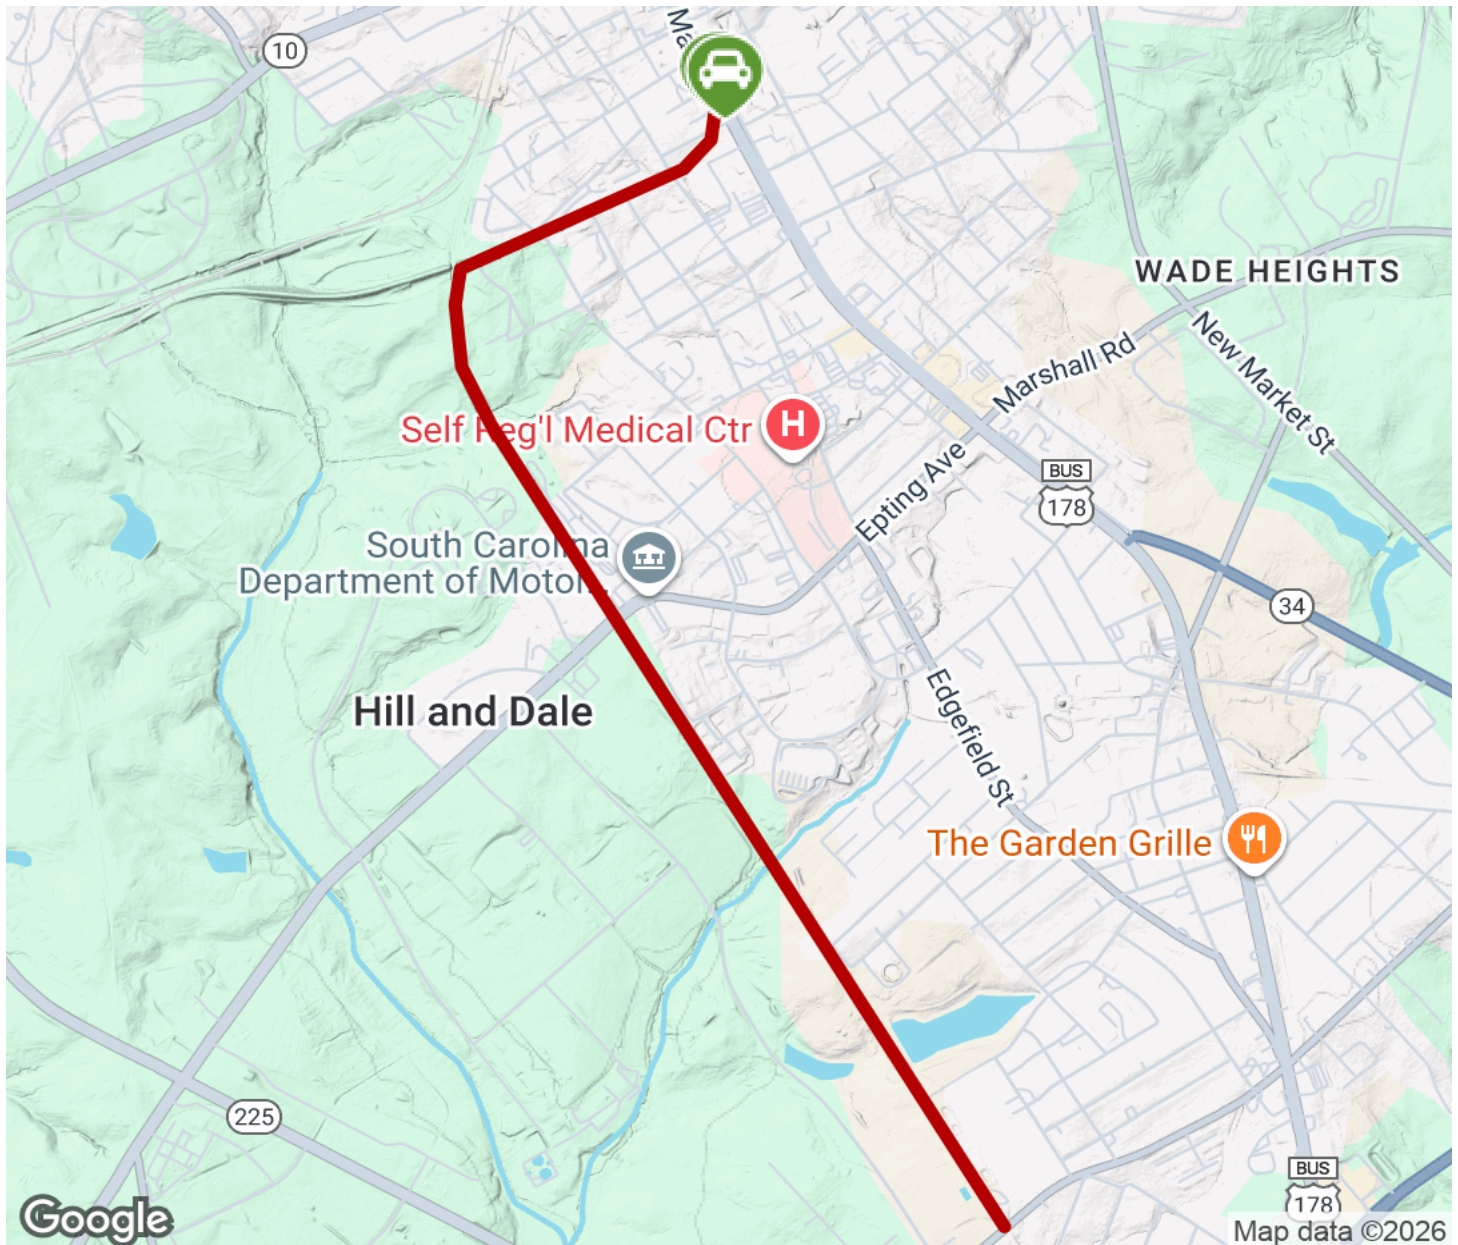 10
Ma
WADE HEIGHTS
Marshall Rd
New Market St
Self Reg'l Medical Ctr
H
Epting Ave
BUS
178
South Carolina
Department of Motor...
34
Hill and Dale
Edgefield St
The Garden Grille
225
BUS
178
Google
Map data ©2026